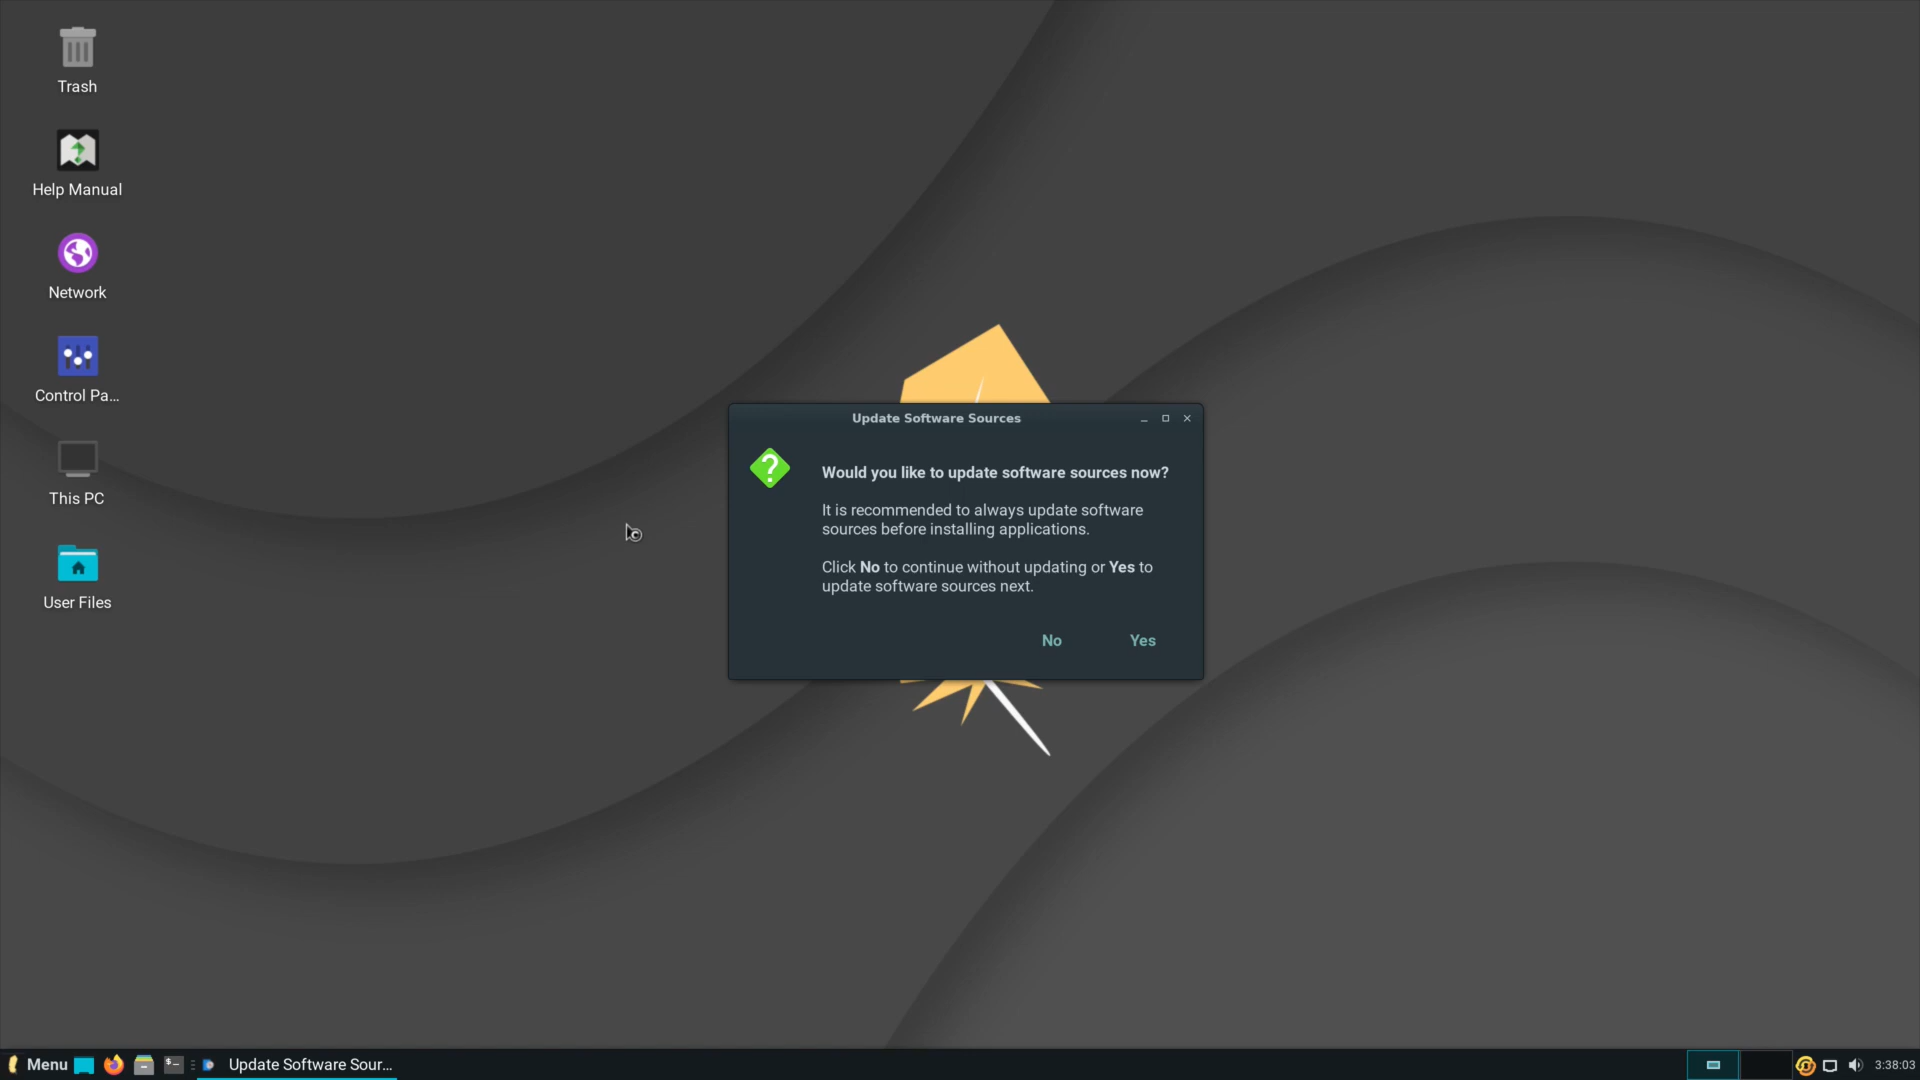 Trash
Help Manual
Network
Control Pa...
This PC
User Files
Update Software Sources
Would you like to update software sources now?
It is recommended to always update software
sources before installing applications.
Click No to continue without updating or Yes to
update software sources next.
No Yes
Menu
Update Software Sour...
3:38:03